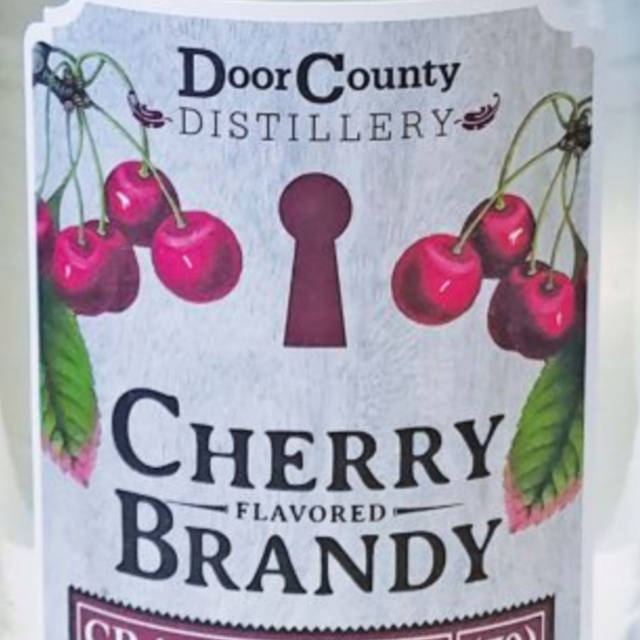 Door County
DISTILLERY
CHERRY
FLAVORED
BRANDY